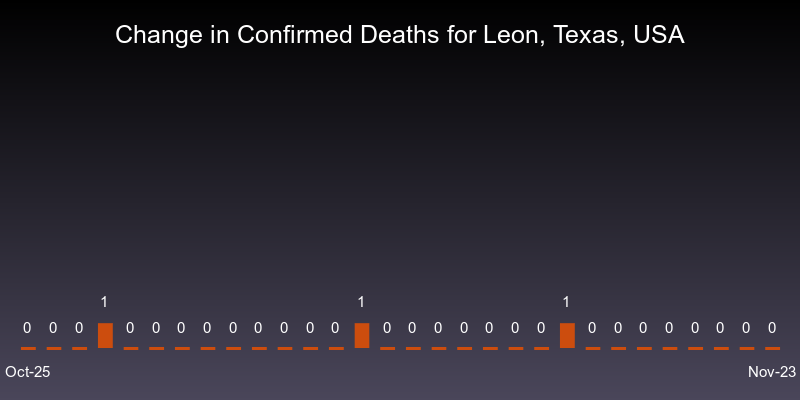 Change in Confirmed Deaths for Leon, Texas, USA
1 1 1
0 0 0 0 0 0 0 0 0 0 0 0 0 0 0 0 0 0 0 0 0 0 0 0 0 0 0
Oct-25 Nov-23